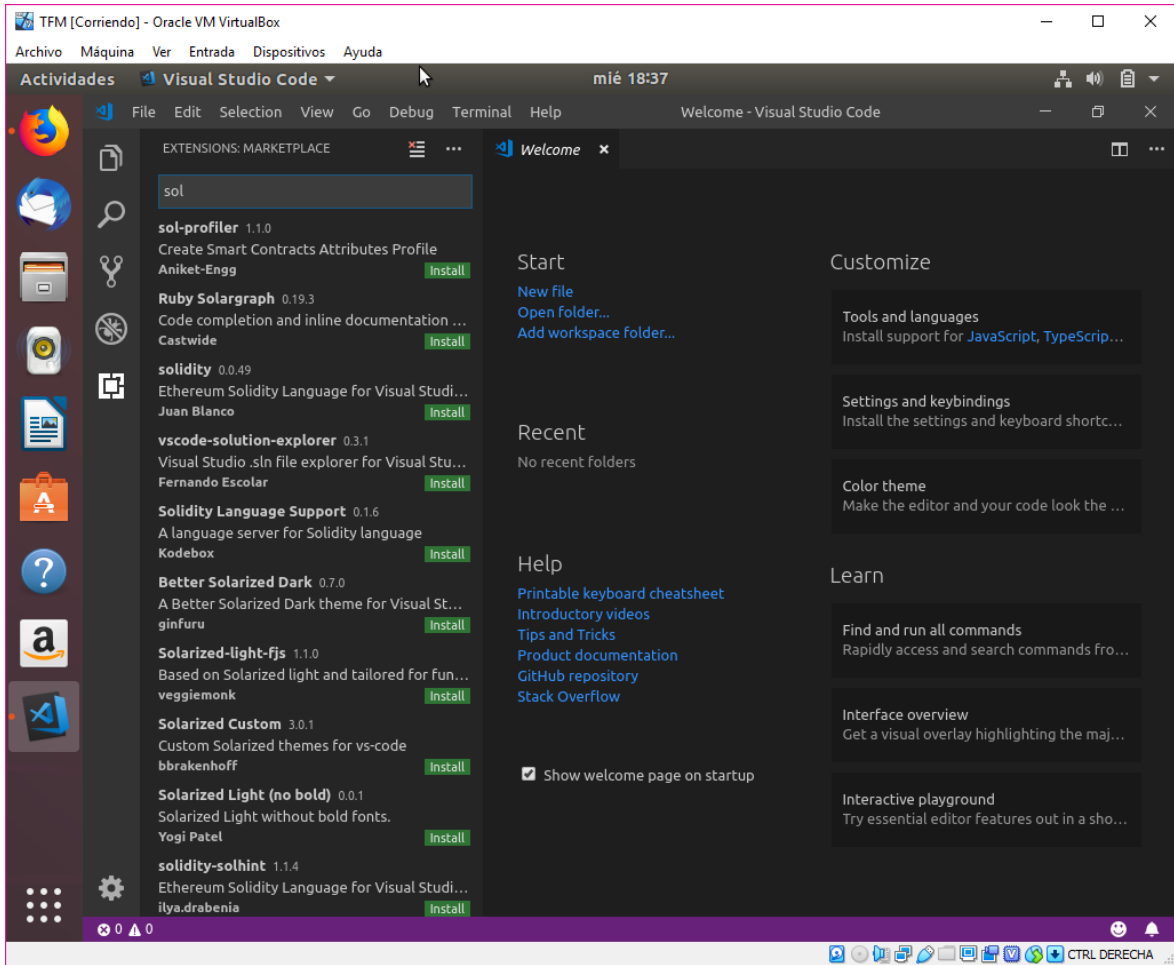 TFM [Corriendo] - Oracle VM VirtualBox
Archivo Máquina Ver Entrada Dispositivos Ayuda
Actividades Visual Studio Code mié 18:37
File Edit Selection View Go Debug Terminal Help Welcome - Visual Studio Code
EXTENSIONS: MARKETPLACE
Welcome
sol
sol-profiler 1.1.0
Create Smart Contracts Attributes Profile
Aniket-Engg Install
Ruby Solargraph 0.19.3
Code completion and inline documentation ...
Castwide Install
solidity 0.0.49
Ethereum Solidity Language for Visual Studi...
Juan Blanco Install
vscode-solution-explorer 0.3.1
Visual Studio .sln file explorer for Visual Stu...
Fernando Escolar Install
Solidity Language Support 0.1.6
A language server for Solidity language
Kodebox Install
Better Solarized Dark 0.7.0
A Better Solarized Dark theme for Visual St...
ginfuru Install
Solarized-light-fjs 1.1.0
Based on Solarized light and tailored for fun...
veggiemonk Install
Solarized Custom 3.0.1
Custom Solarized themes for vs-code
bbrakenhoff Install
Solarized Light (no bold) 0.0.1
Solarized Light without bold fonts.
Yogi Patel Install
solidity-solhint 1.1.4
Ethereum Solidity Language for Visual Studi...
ilya.drabenia Install
Start
New file
Open folder...
Add workspace folder...
Recent
No recent folders
Help
Printable keyboard cheatsheet
Introductory videos
Tips and Tricks
Product documentation
GitHub repository
Stack Overflow
Show welcome page on startup
Customize
Tools and languages
Install support for JavaScript, TypeScrip...
Settings and keybindings
Install the settings and keyboard shortc...
Color theme
Make the editor and your code look the ...
Learn
Find and run all commands
Rapidly access and search commands fro...
Interface overview
Get a visual overlay highlighting the maj...
Interactive playground
Try essential editor features out in a sho...
0 0
CTRL DERECHA